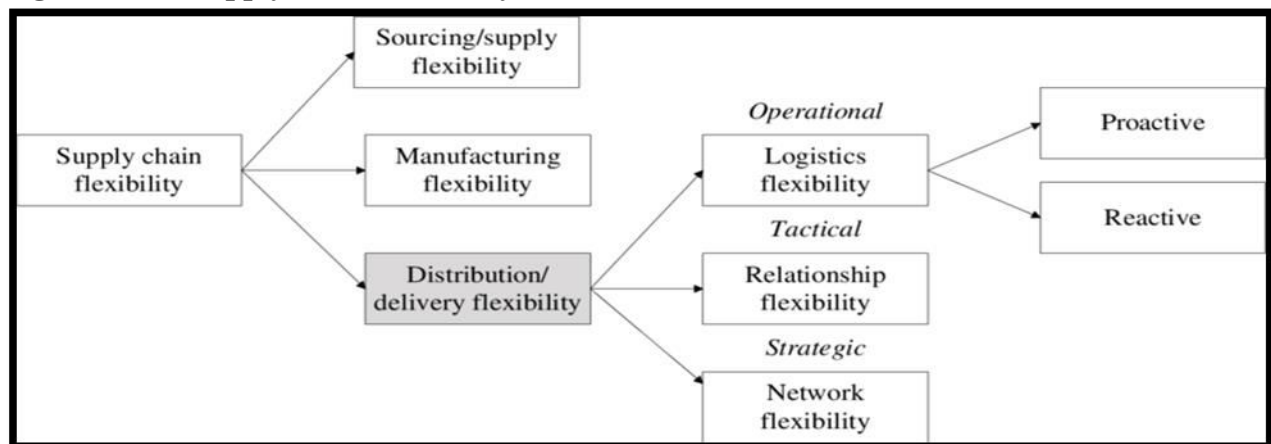 Sourcing/supply
flexibility
Operational
Proactive
Supply chain
flexibility
Manufacturing
flexibility
Logistics
flexibility
Reactive
Tactical
Distribution/
delivery flexibility
Relationship
flexibility
Strategic
Network
flexibility